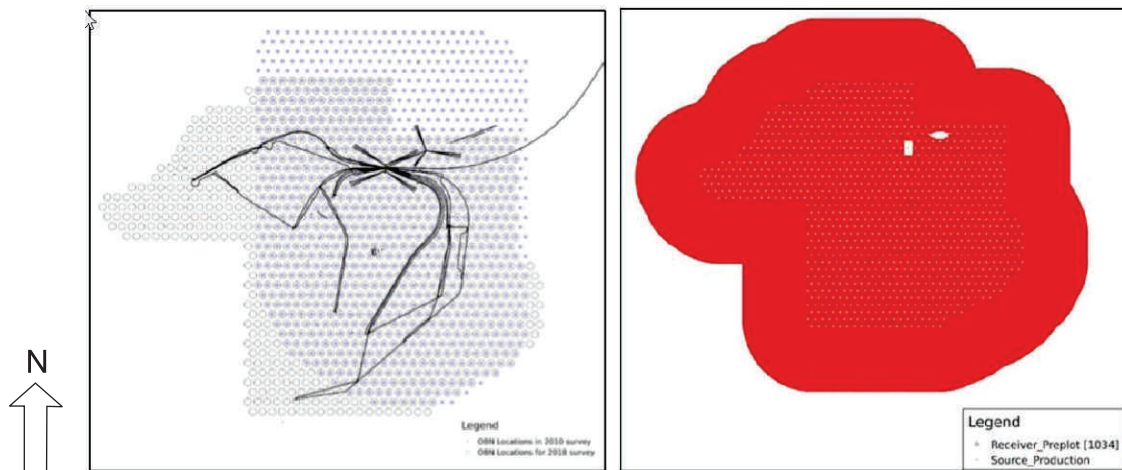 N
Legend
OBN Locations in 2010 survey
OBN Locations for 2018 survey
Legend
Receiver_Preplot [1034]
Source_Production